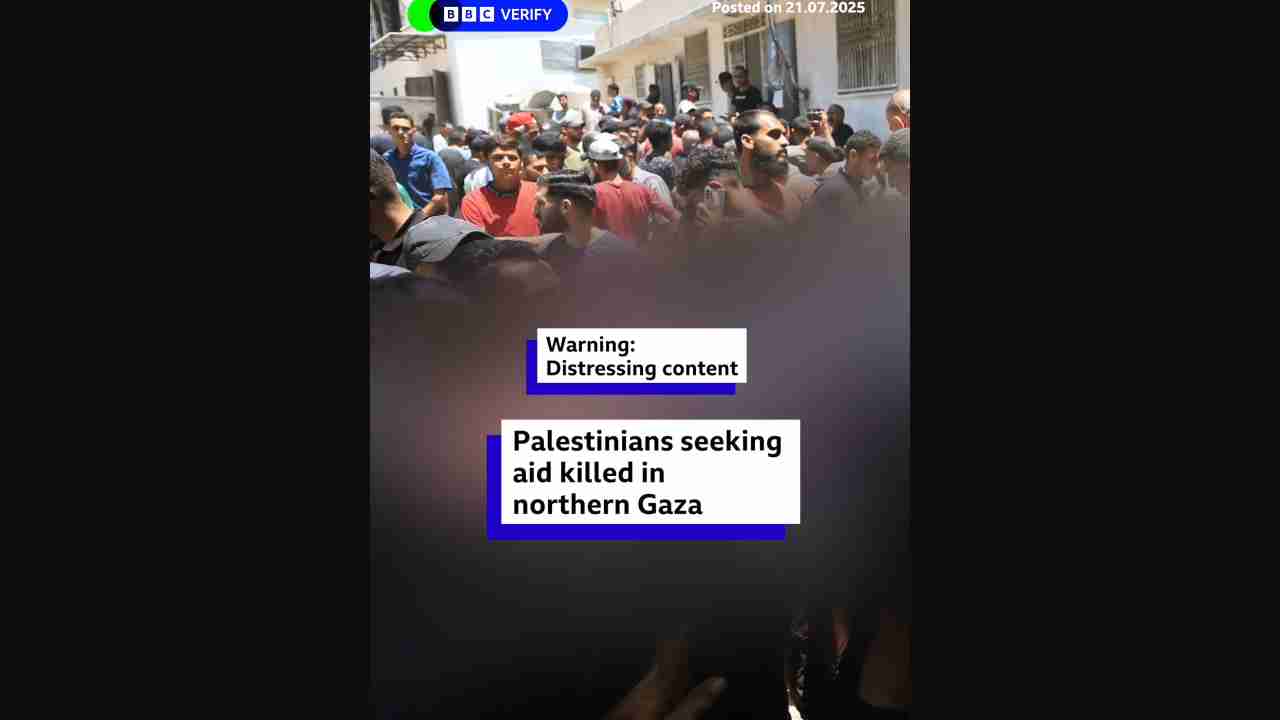 BBC VERIFY
Posted on 21.07.2025
Warning:
Distressing content
Palestinians seeking
aid killed in
northern Gaza